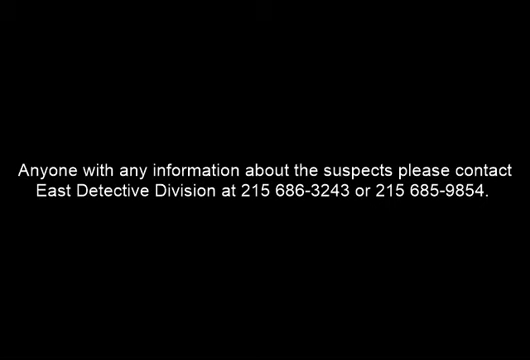 Anyone with any information about the suspects please contact
East Detective Division at 215 686-3243 or 215 685-9854.